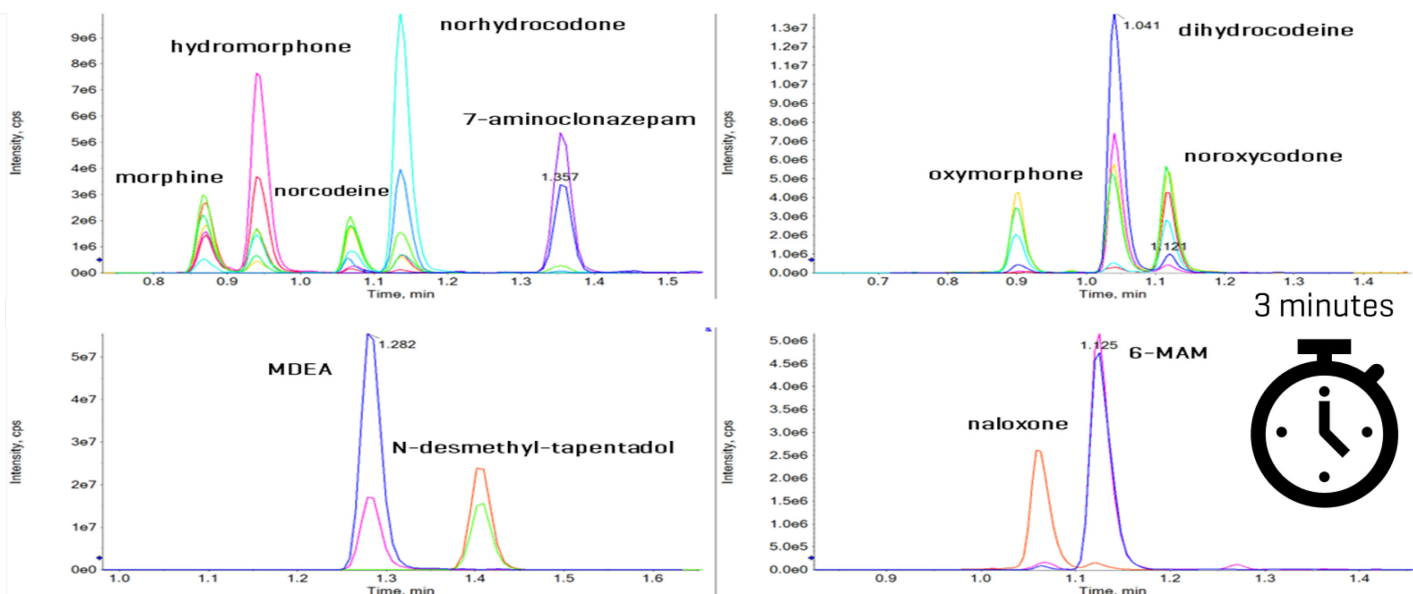 norhydrocodone
hydromorphone
7-aminoclonazepam
morphine
norcodeine
1.357
Intensity, cps
9e6
8e6
7e6
6e6
5e6
4e6
3e6
2e6
1e6
0e0
0.8 0.9 1.0 1.1 1.2 1.3 1.4 1.5
Time, min
1.041
dihydrocodeine
noroxycodone
oxymorphone
1.121
Intensity, cps
1.3e7
1.2e7
1.1e7
1.0e7
9.0e6
8.0e6
7.0e6
6.0e6
5.0e6
4.0e6
3.0e6
2.0e6
1.0e6
0.0e0
0.7 0.8 0.9 1.0 1.1 1.2 1.3 1.4
Time, min
3 minutes
1.282
MDEA
N-desmethyl-tapentadol
Intensity, cps
5e7
4e7
3e7
2e7
1e7
0e0
1.0 1.1 1.2 1.3 1.4 1.5 1.6
Time, min
1.125
6-MAM
naloxone
Intensity, cps
5.0e6
4.5e6
4.0e6
3.5e6
3.0e6
2.5e6
2.0e6
1.5e6
1.0e6
5.0e5
0.0e0
0.9 1.0 1.1 1.2 1.3 1.4
Time, min